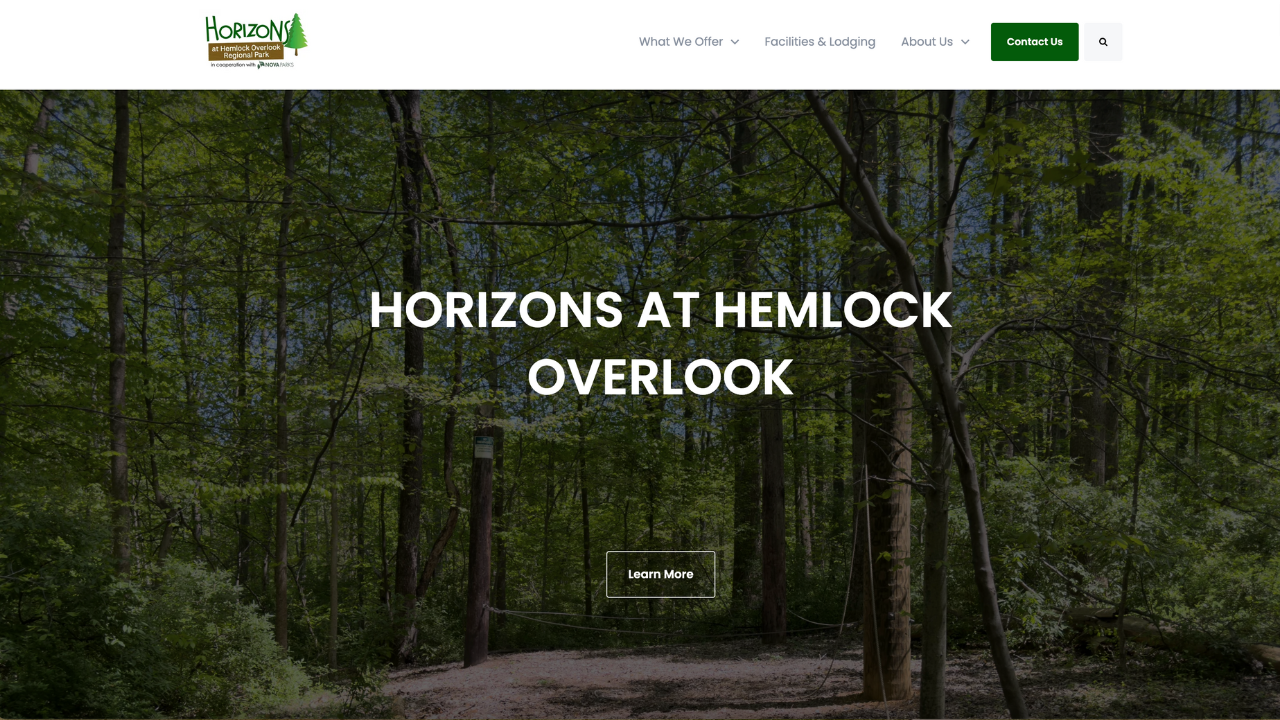 HORIZONS
at Hemlock Overlook
Regional Park
in cooperation with NOVA PARKS
What We Offer
Facilities & Lodging
About Us
Contact Us
HORIZONS AT HEMLOCK
OVERLOOK
Learn More